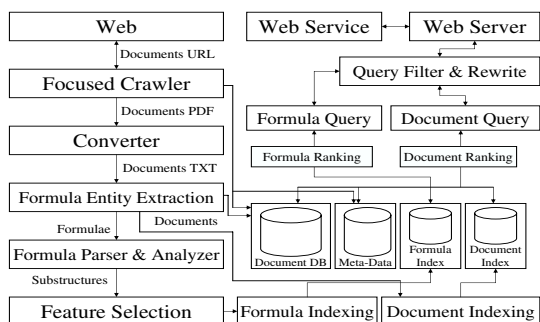 Web
Web Service
Web Server
Documents URL
Focused Crawler
Query Filter & Rewrite
Documents PDF
Formula Query
Document Query
Converter
Formula Ranking
Document Ranking
Documents TXT
Formula Entity Extraction
Documents
Formulae
Document DB
Meta-Data
Formula
Index
Document
Index
Formula Parser & Analyzer
Substructures
Feature Selection
Formula Indexing
Document Indexing